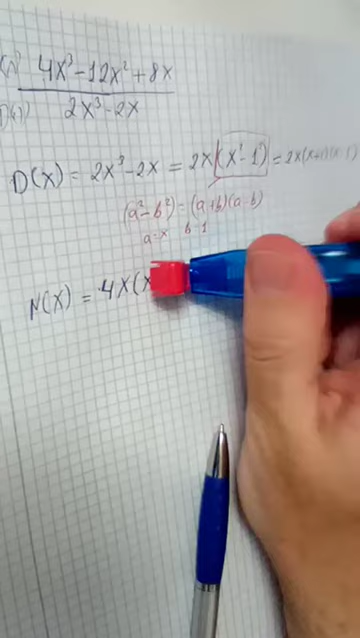 4x³-12x²+8x
2x³-2x
D(x) = 2x³-2x = 2x(x²-1) = 2x(x+1)(x-1)
(a²-b²)=(a+b)(a-b)
a=x b=1
N(x) = 4x(x